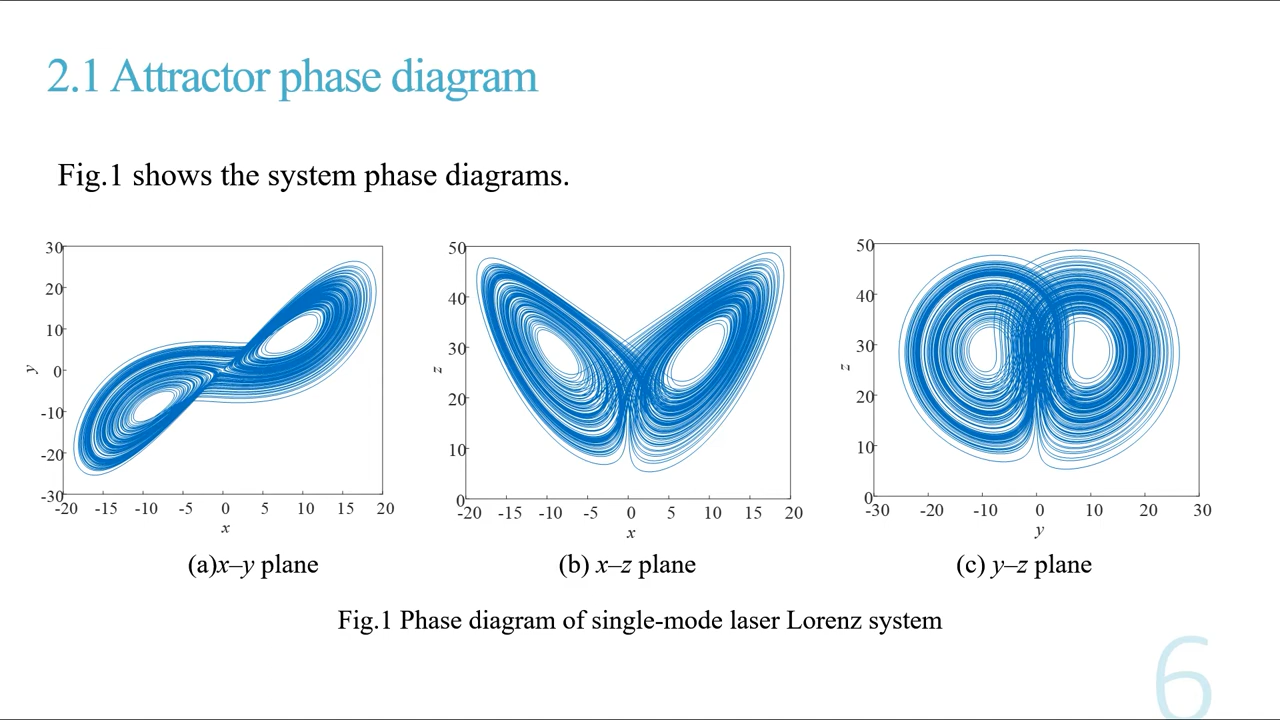 2.1 Attractor phase diagram
Fig.1 shows the system phase diagrams.
30
20
10
0
-10
-20
-30
y
-20 -15 -10 -5 0 5 10 15 20
x
50
40
30
20
10
0
z
-20 -15 -10 -5 0 5 10 15 20
x
50
40
30
20
10
0
z
-30 -20 -10 0 10 20 30
y
(a)x–y plane
(b) x–z plane
(c) y–z plane
Fig.1 Phase diagram of single-mode laser Lorenz system
6